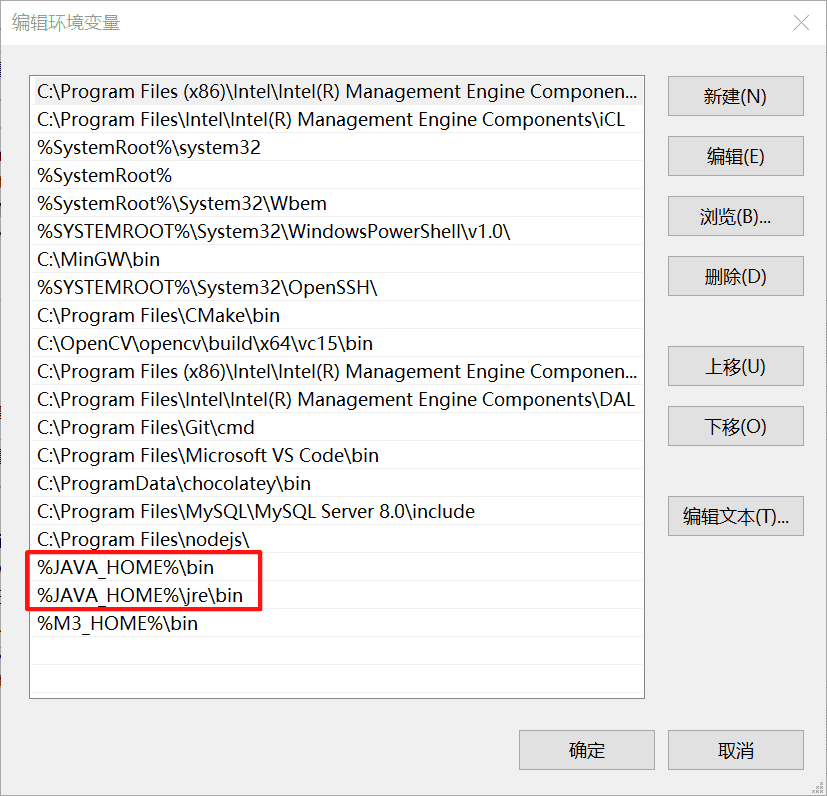 编辑环境变量
C:\Program Files (x86)\Intel\Intel(R) Management Engine Componen...
C:\Program Files\Intel\Intel(R) Management Engine Components\iCL
%SystemRoot%\system32
%SystemRoot%
%SystemRoot%\System32\Wbem
%SYSTEMROOT%\System32\WindowsPowerShell\v1.0\
C:\MinGW\bin
%SYSTEMROOT%\System32\OpenSSH\
C:\Program Files\CMake\bin
C:\OpenCV\opencv\build\x64\vc15\bin
C:\Program Files (x86)\Intel\Intel(R) Management Engine Componen...
C:\Program Files\Intel\Intel(R) Management Engine Components\DAL
C:\Program Files\Git\cmd
C:\Program Files\Microsoft VS Code\bin
C:\ProgramData\chocolatey\bin
C:\Program Files\MySQL\MySQL Server 8.0\include
C:\Program Files\nodejs\
%JAVA_HOME%\bin
%JAVA_HOME%\jre\bin
%M3_HOME%\bin
新建(N)
编辑(E)
浏览(B)...
删除(D)
上移(U)
下移(O)
编辑文本(T)...
确定
取消